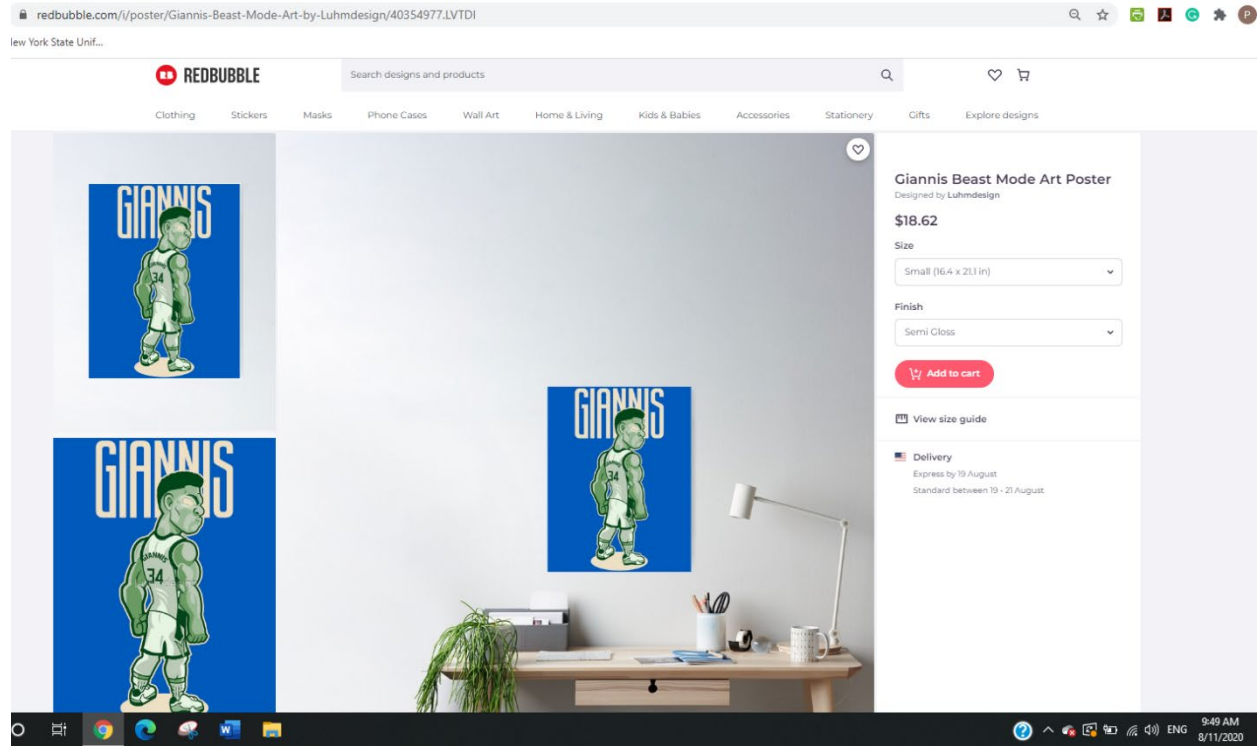 redbubble.com/i/poster/Giannis-Beast-Mode-Art-by-Luhmdesign/40354977.LVTDI
P
lew York State Unif...
RB REDBUBBLE
Search designs and products
Clothing Stickers Masks Phone Cases Wall Art Home & Living Kids & Babies Accessories Stationery Gifts Explore designs
GIANNIS
GIANNIS
34
GIANNIS
GIANNIS
34
GIANNIS
34
Giannis Beast Mode Art Poster
Designed by Luhmdesign
$18.62
Size
Small (16.4 x 21.1 in)
Finish
Semi Gloss
Add to cart
View size guide
Delivery
Express by 19 August
Standard between 19 - 21 August
ENG
9:49 AM
8/11/2020